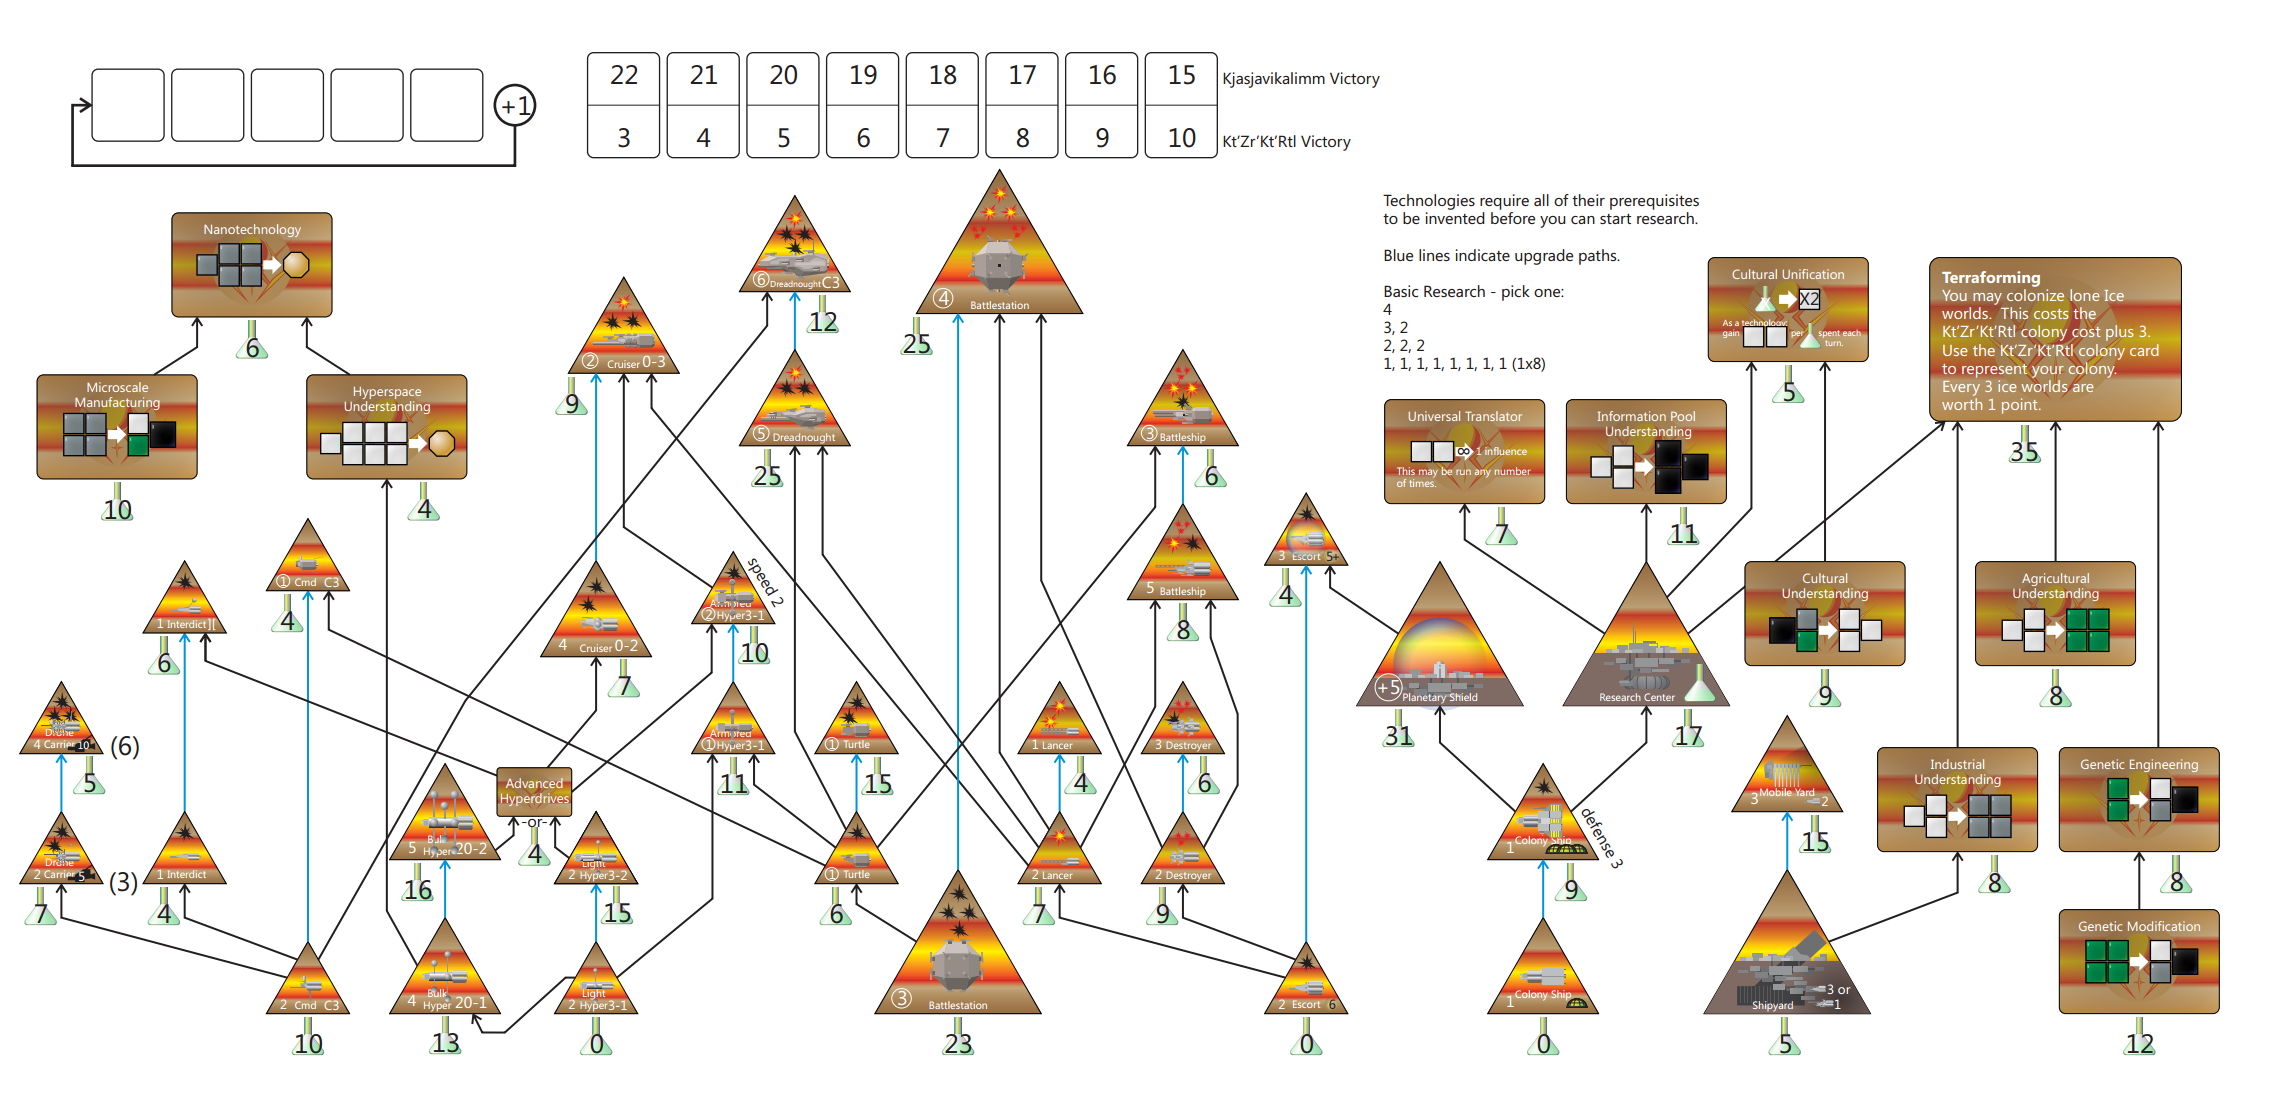 +1
22 21 20 19 18 17 16 15 Kjasjavikalimm Victory
3 4 5 6 7 8 9 10 Kt'Zr'Kt'Rtl Victory
Technologies require all of their prerequisites
to be invented before you can start research.
Blue lines indicate upgrade paths.
Basic Research - pick one:
4
3, 2
2, 2, 2
1, 1, 1, 1, 1, 1, 1, 1 (1x8)
Nanotechnology
6
Microscale
Manufacturing
10
Hyperspace
Understanding
4
6 Dreadnought C3
12
5 Dreadnought
25
4 Battlestation
25
2 Cruiser 0-3
9
4 Cruiser 0-2
7
3 Battleship
6
5 Battleship
8
Cultural Unification
X2
As a technology:
gain per spent each
turn.
5
Terraforming
You may colonize lone Ice
worlds. This costs the
Kt'Zr'Kt'Rtl colony cost plus 3.
Use the Kt'Zr'Kt'Rtl colony card
to represent your colony.
Every 3 ice worlds are
worth 1 point.
35
Universal Translator
∞ 1 influence
This may be run any number
of times.
7
Information Pool
Understanding
11
1 Cmd C3
4
1 Interdict ][
6
3 Escort 5+
4
speed 2
Armored
2 Hyper 3-1
10
Armored
1 Hyper 3-1
11
+5 Planetary Shield
31
Research Center
17
Cultural
Understanding
9
Agricultural
Understanding
8
Drone
4 Carrier 10
(6)
5
Drone
2 Carrier 5
(3)
7
1 Interdict
4
1 Turtle
15
1 Turtle
6
1 Lancer
4
2 Lancer
7
3 Destroyer
6
2 Destroyer
9
Advanced
Hyperdrives
-or-
4
Bulk
5 Hyper 20-2
16
Light
2 Hyper 3-2
15
1 Colony Ship
defense 3
9
3 Mobile Yard 2
15
Industrial
Understanding
8
Genetic Engineering
8
2 Cmd C3
10
Bulk
4 Hyper 20-1
13
Light
2 Hyper 3-1
0
3 Battlestation
23
2 Escort 6
0
1 Colony Ship
0
3 or
Shipyard 1
5
Genetic Modification
12